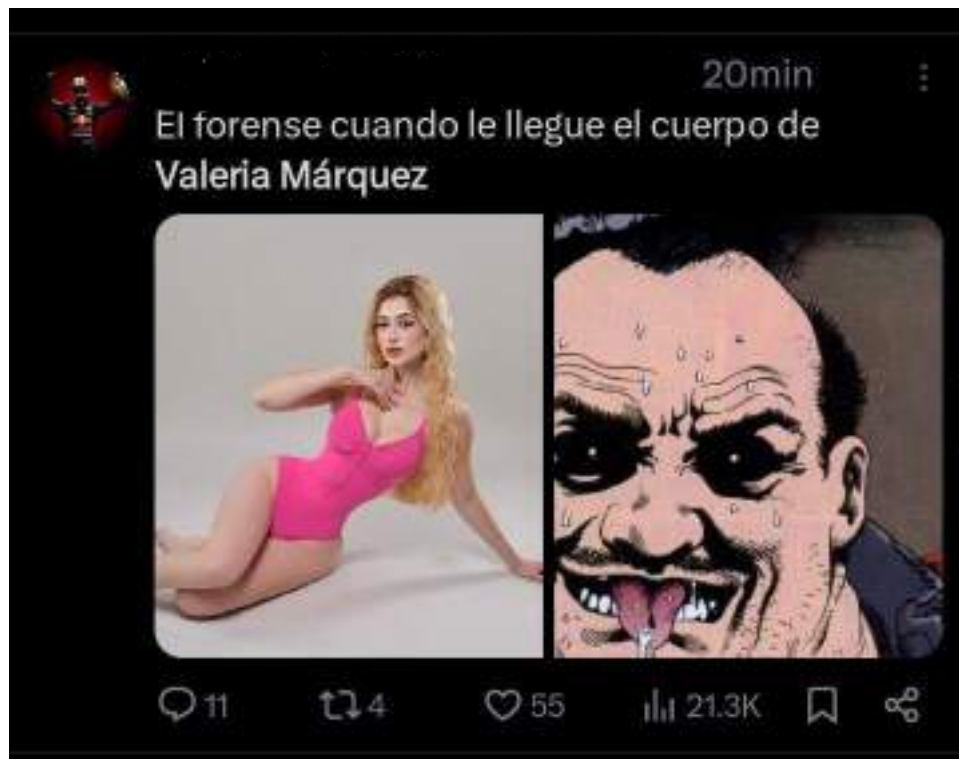 20min
El forense cuando le llegue el cuerpo de
Valeria Márquez
11 4 55 21.3K